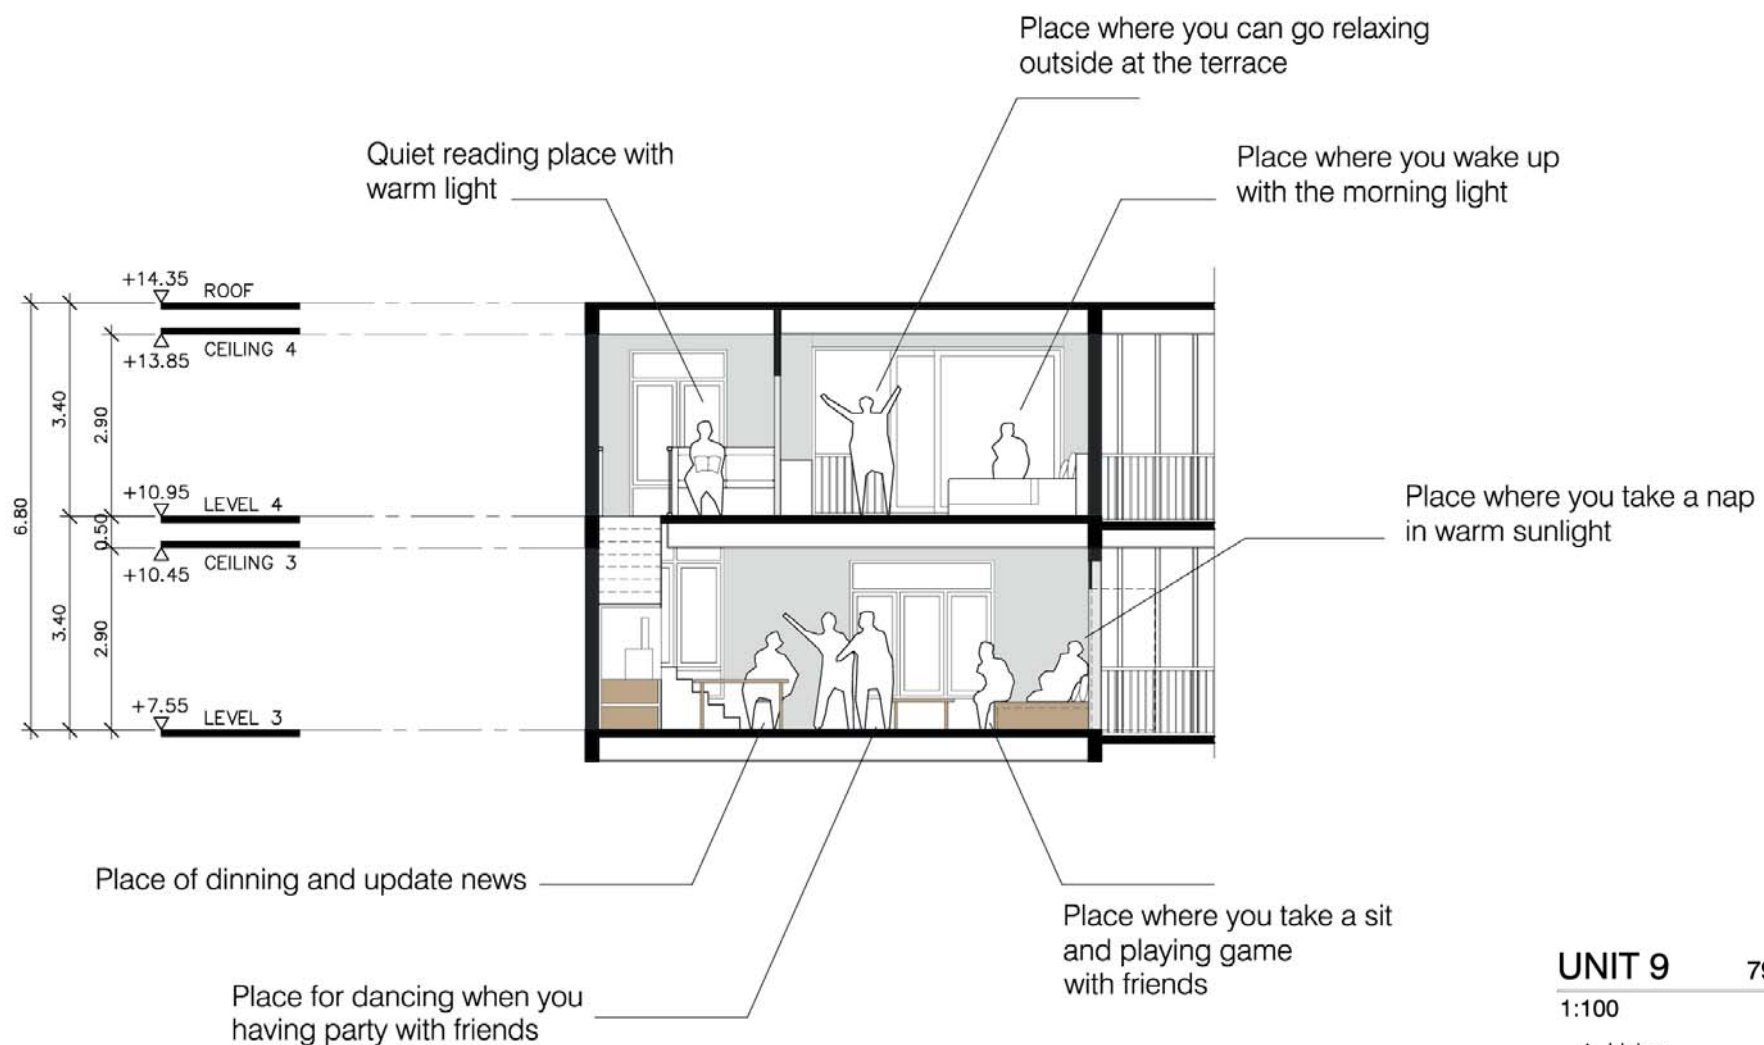 Place where you can go relaxing
outside at the terrace
Quiet reading place with
warm light
Place where you wake up
with the morning light
+14.35
ROOF
CEILING 4
+13.85
3.40
2.90
6.80
+10.95
LEVEL 4
0.50
CEILING 3
+10.45
Place where you take a nap
in warm sunlight
3.40
2.90
+7.55
LEVEL 3
Place of dinning and update news
Place where you take a sit
and playing game
with friends
Place for dancing when you
having party with friends
UNIT 9 79
1:100